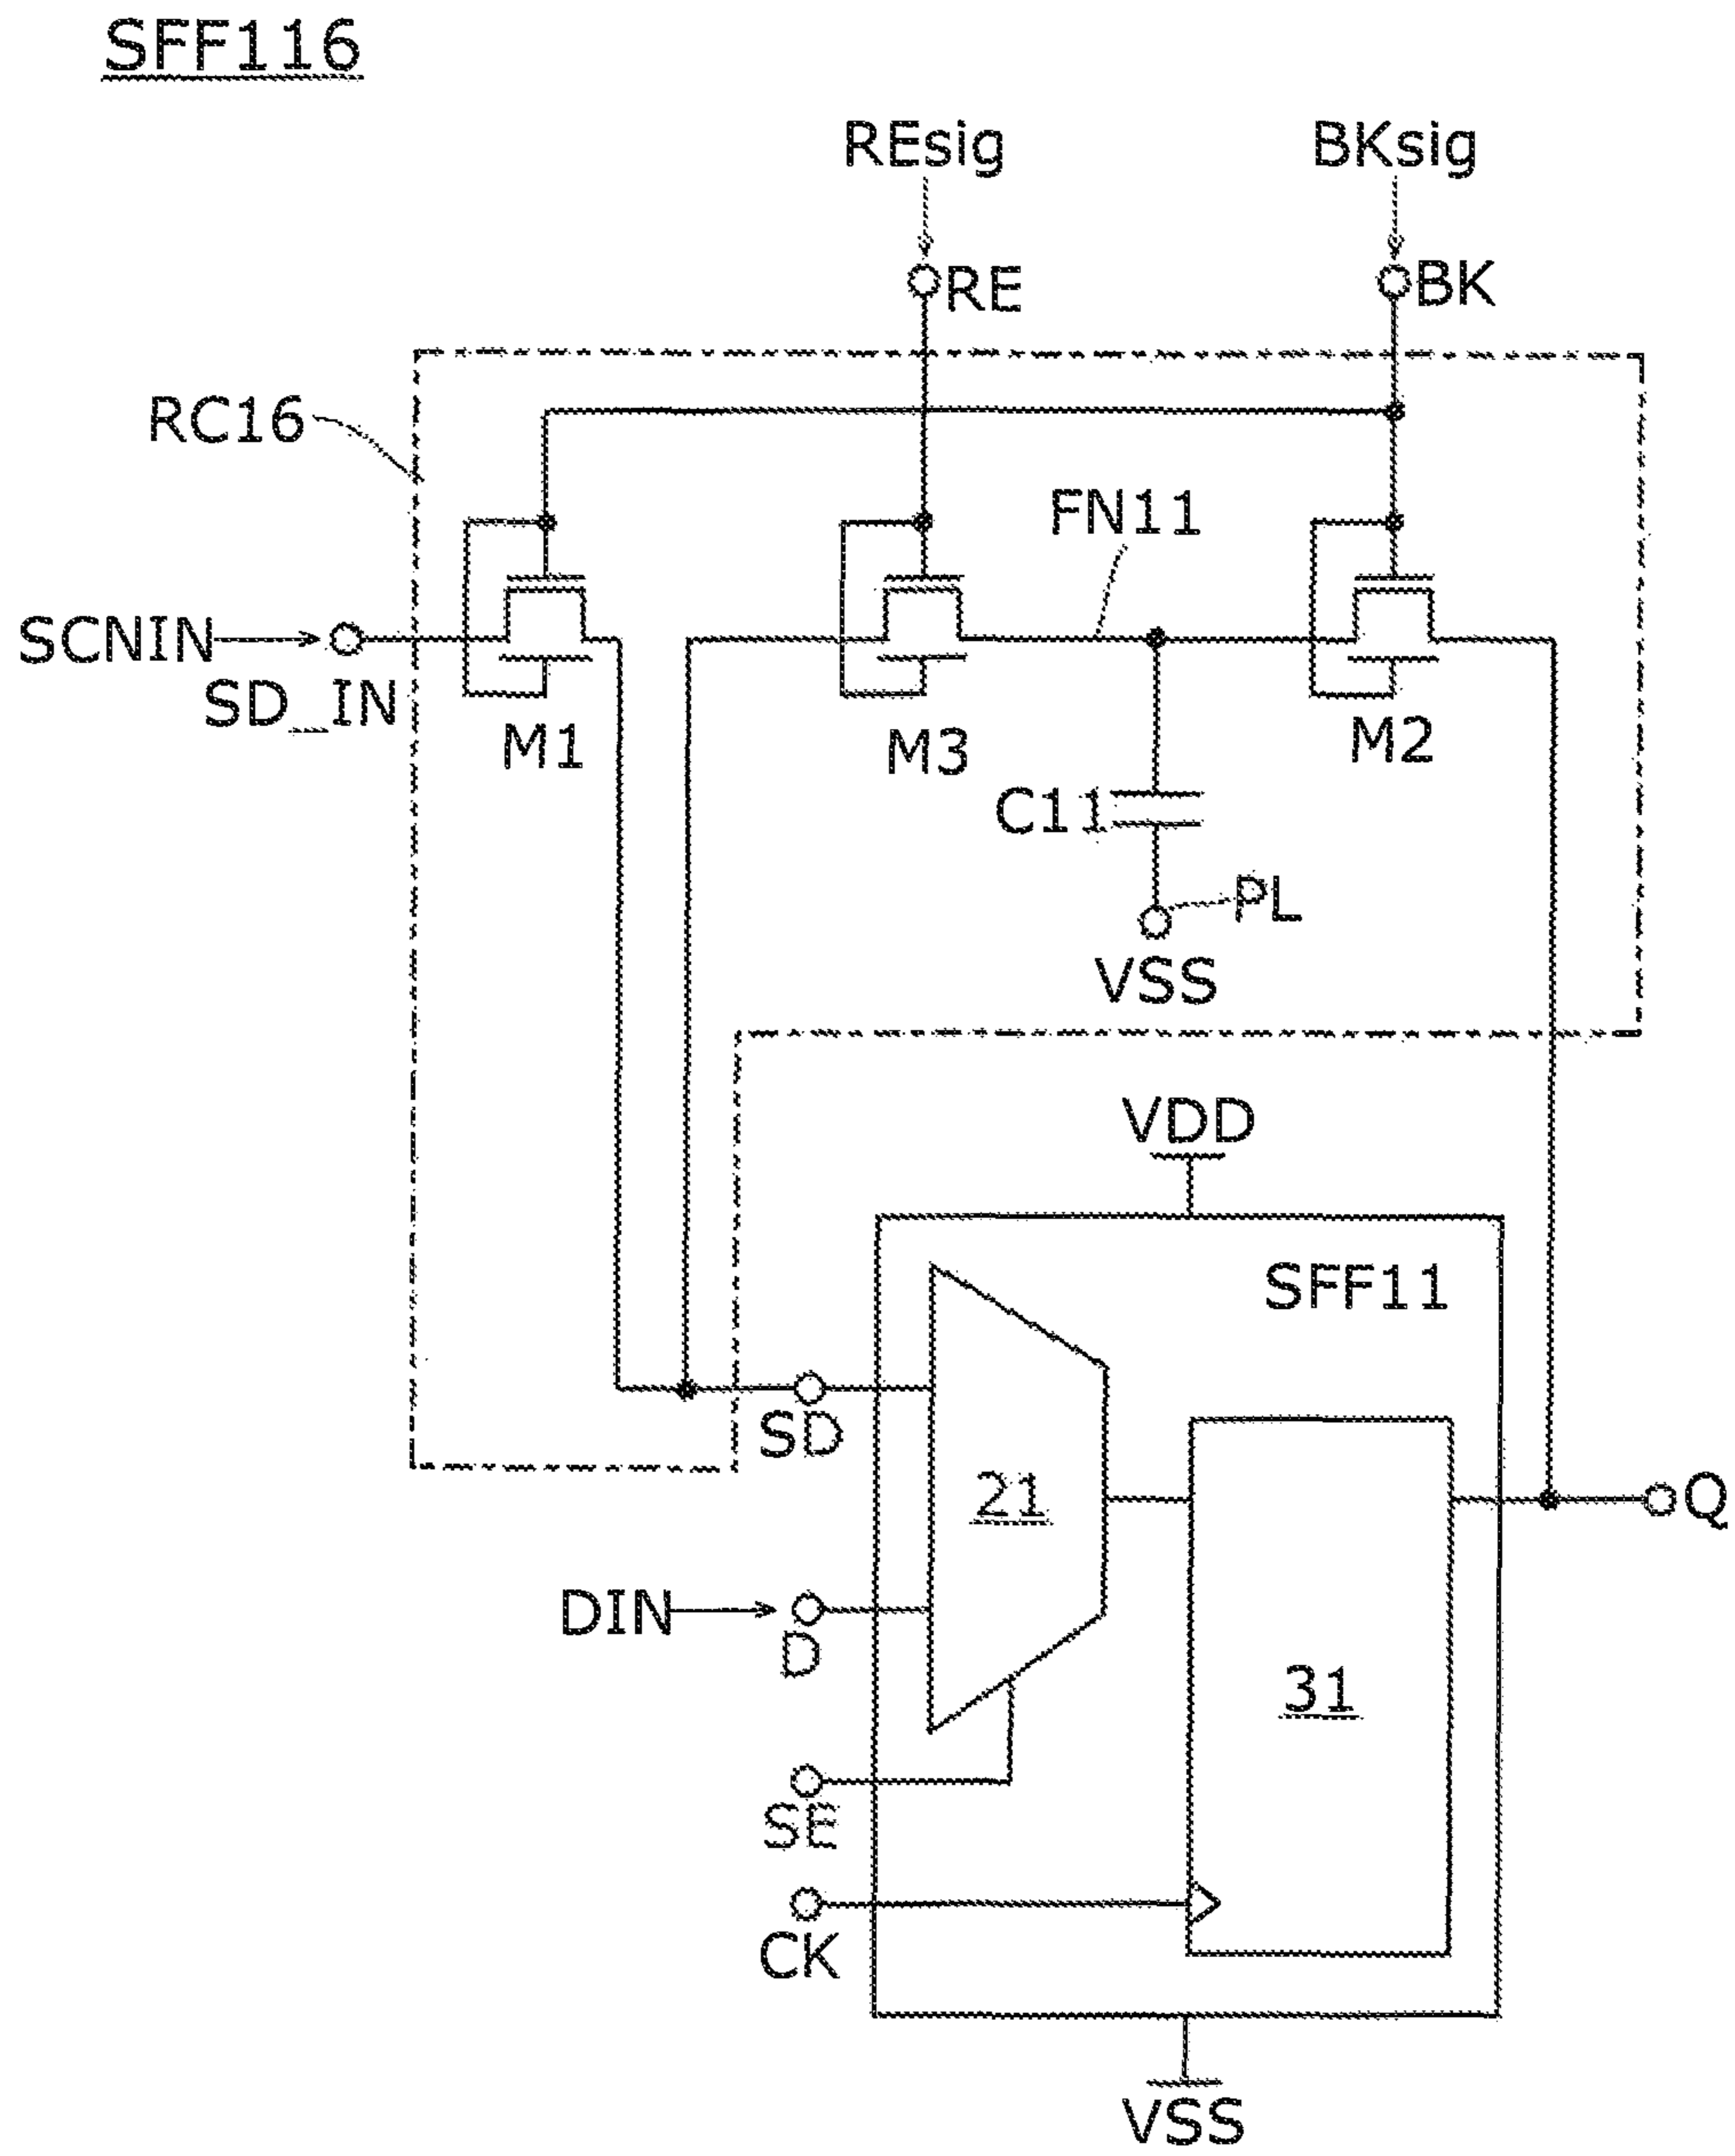 SFF116
REsig
BKsig
RE
BK
RC16
FN11
SCNIN
SD_IN
M1
M3
M2
C11
PL
VSS
VDD
SFF11
SD
21
Q
DIN
D
31
SE
CK
VSS